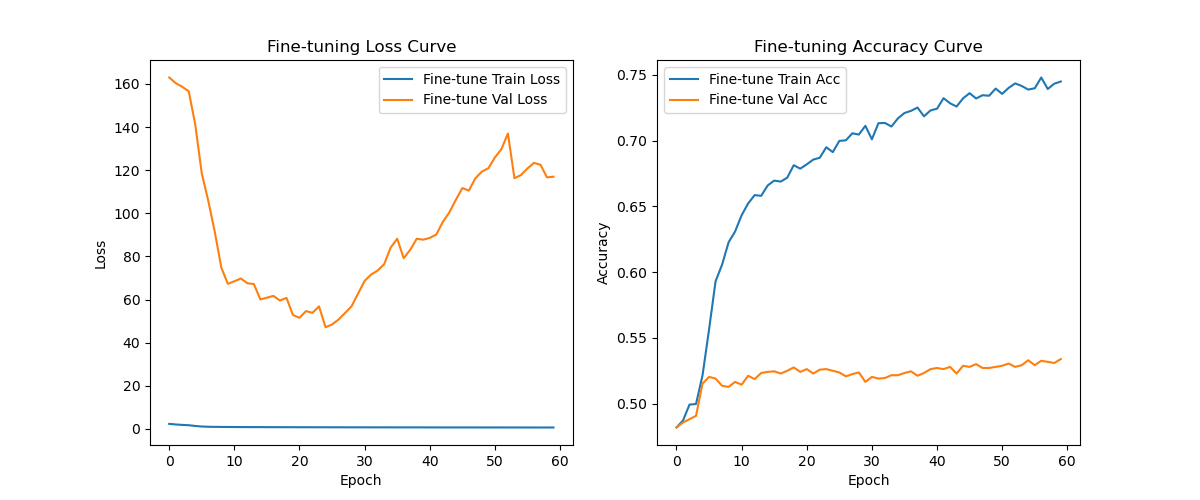 Fine-tuning Loss Curve
Fine-tune Train Loss
Fine-tune Val Loss
Loss
160
140
120
100
80
60
40
20
0
0 10 20 30 40 50 60
Epoch
Fine-tuning Accuracy Curve
Fine-tune Train Acc
Fine-tune Val Acc
Accuracy
0.75
0.70
0.65
0.60
0.55
0.50
0 10 20 30 40 50 60
Epoch